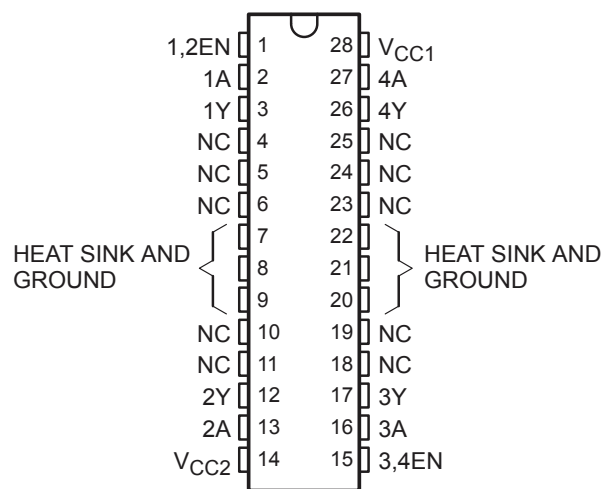 1,2EN 1 28 VCC1
1A 2 27 4A
1Y 3 26 4Y
NC 4 25 NC
NC 5 24 NC
NC 6 23 NC
7 22
HEAT SINK AND HEAT SINK AND
8 21
GROUND GROUND
9 20
NC 10 19 NC
NC 11 18 NC
2Y 12 17 3Y
2A 13 16 3A
VCC2 14 15 3,4EN